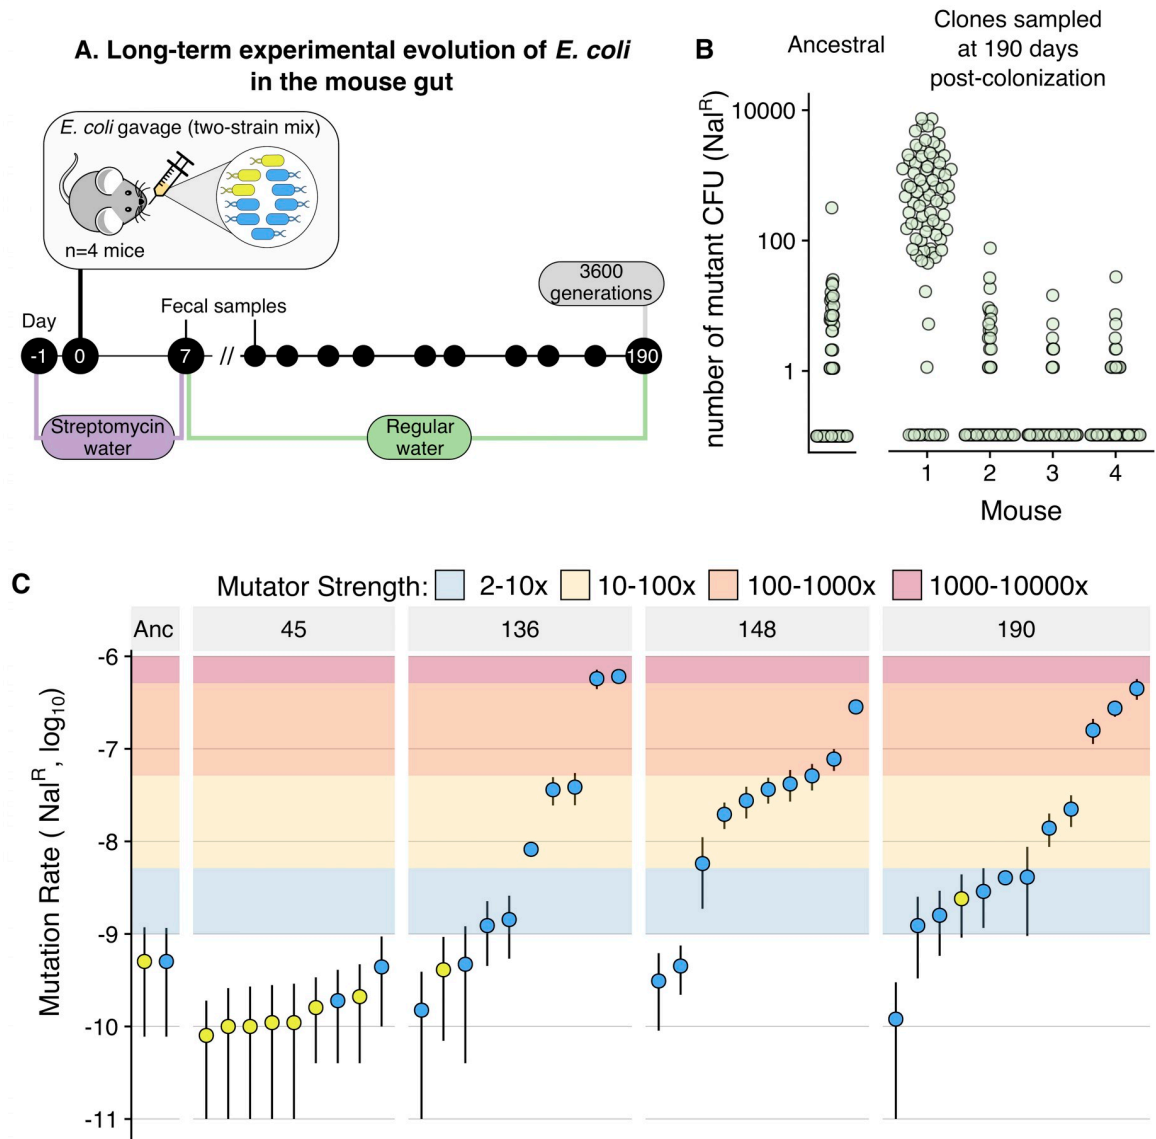 A. Long-term experimental evolution of E. coli
in the mouse gut
E. coli gavage (two-strain mix)
n=4 mice
Day
Fecal samples
3600
generations
-1
0
7
//
190
Streptomycin
water
Regular
water
B
Ancestral
Clones sampled
at 190 days
post-colonization
number of mutant CFU (NalR)
10000
100
1
1
2
3
4
Mouse
C
Mutator Strength:
2-10x
10-100x
100-1000x
1000-10000x
Anc
45
136
148
190
Mutation Rate ( NalR, log10)
-6
-7
-8
-9
-10
-11